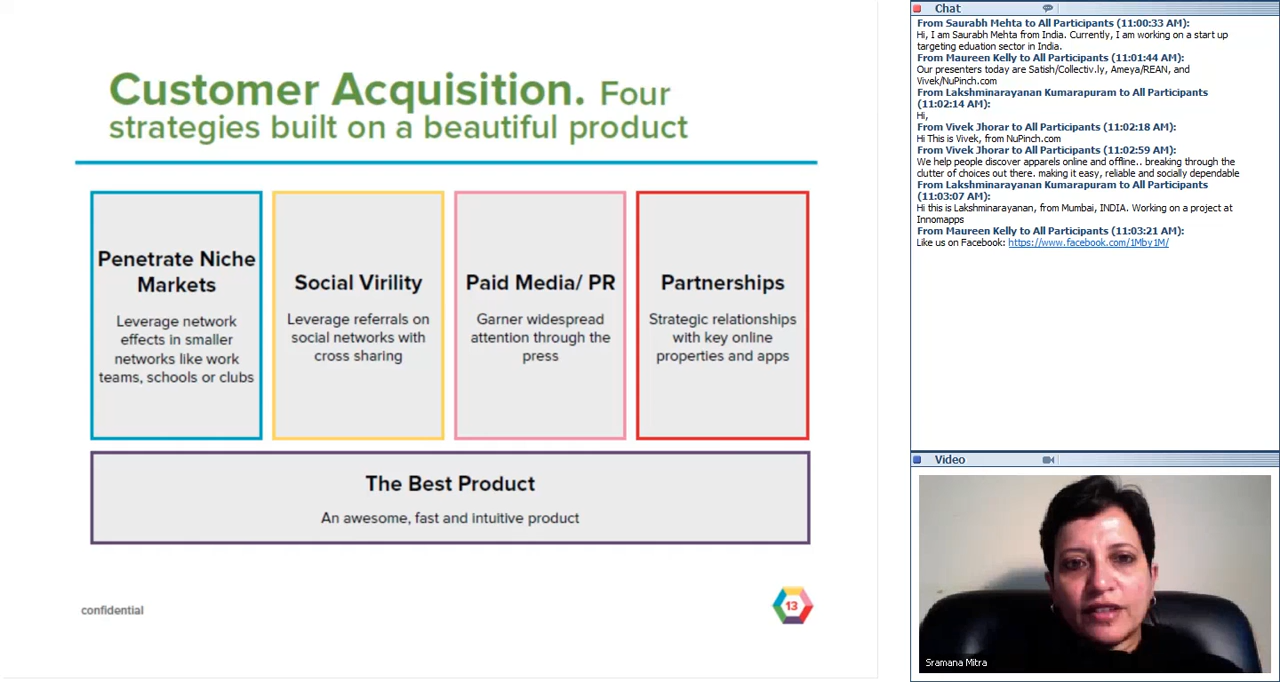 Customer Acquisition. Four
strategies built on a beautiful product
Penetrate Niche
Markets
Leverage network
effects in smaller
networks like work
teams, schools or clubs
Social Virility
Leverage referrals on
social networks with
cross sharing
Paid Media/ PR
Garner widespread
attention through the
press
Partnerships
Strategic relationships
with key online
properties and apps
The Best Product
An awesome, fast and intuitive product
confidential
13
Chat
From Saurabh Mehta to All Participants (11:00:33 AM):
Hi, I am Saurabh Mehta from India. Currently, I am working on a start up
targeting eduation sector in India.
From Maureen Kelly to All Participants (11:01:44 AM):
Our presenters today are Satish/Collectiv.ly, Ameya/REAN, and
Vivek/NuPinch.com
From Lakshminarayanan Kumarapuram to All Participants
(11:02:14 AM):
Hi,
From Vivek Jhorar to All Participants (11:02:18 AM):
Hi This is Vivek, from NuPinch.com
From Vivek Jhorar to All Participants (11:02:59 AM):
We help people discover apparels online and offline.. breaking through the
clutter of choices out there. making it easy, reliable and socially dependable
From Lakshminarayanan Kumarapuram to All Participants
(11:03:07 AM):
Hi this is Lakshminarayanan, from Mumbai, INDIA. Working on a project at
Innomapps
From Maureen Kelly to All Participants (11:03:21 AM):
Like us on Facebook: https://www.facebook.com/1Mby1M/
Video
Sramana Mitra